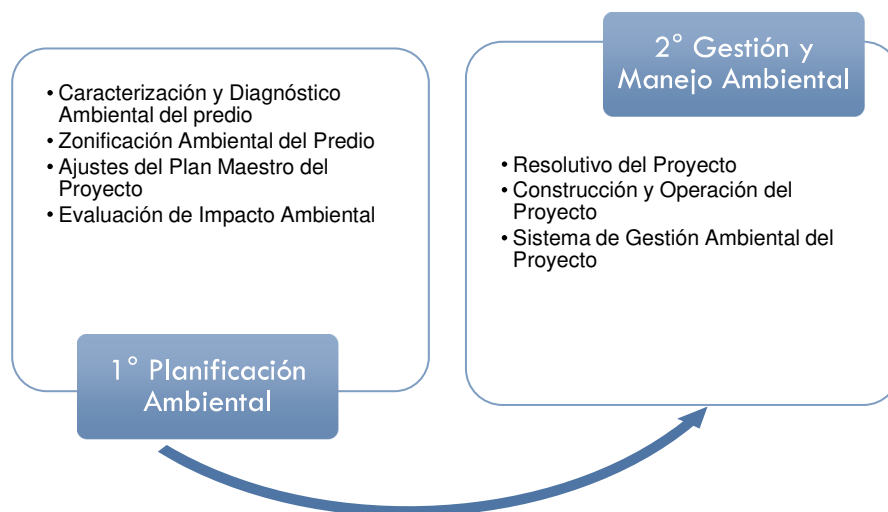 • Caracterización y Diagnóstico
Ambiental del predio
• Zonificación Ambiental del Predio
• Ajustes del Plan Maestro del
Proyecto
• Evaluación de Impacto Ambiental
1° Planificación
Ambiental
2° Gestión y
Manejo Ambiental
• Resolutivo del Proyecto
• Construcción y Operación del
Proyecto
• Sistema de Gestión Ambiental del
Proyecto